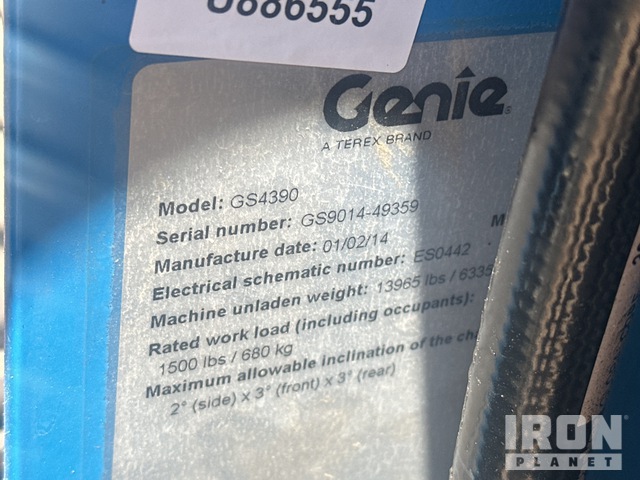 U886555
Genie
A TEREX BRAND
Model: GS4390
Serial number: GS9014-49359
Manufacture date: 01/02/14
Electrical schematic number: ES0442
Machine unladen weight: 13965 lbs / 6335
Rated work load (including occupants):
1500 lbs / 680 kg
Maximum allowable inclination of the cha
2° (side) x 3° (front) x 3° (rear)
IRON
PLANET